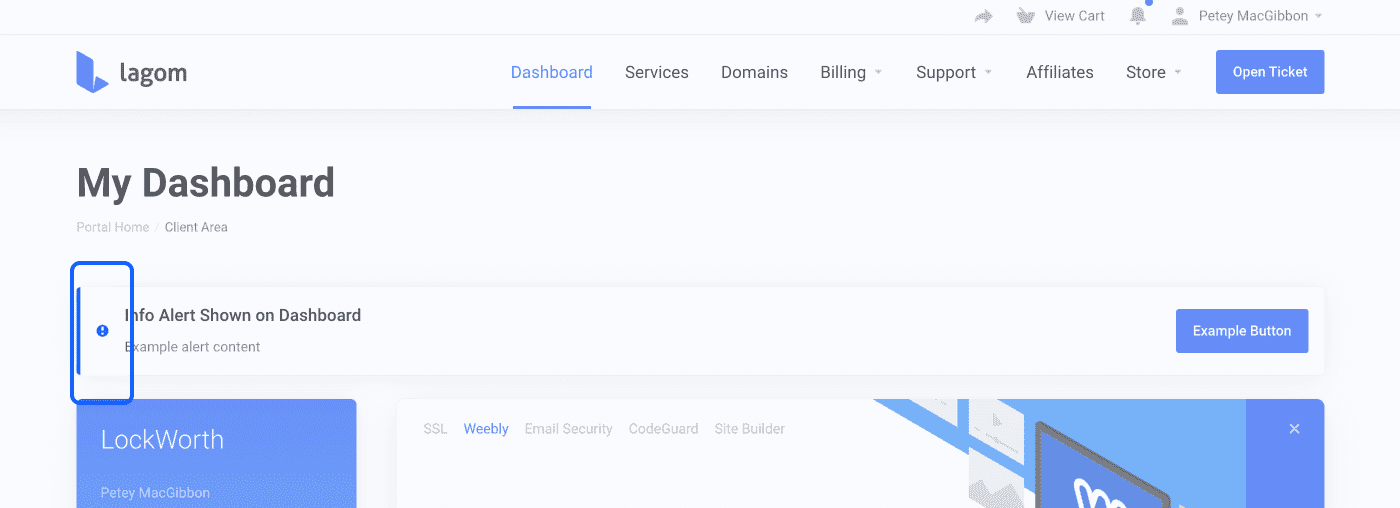 View Cart Petey MacGibbon
lagom Dashboard Services Domains Billing Support Affiliates Store Open Ticket
My Dashboard
Portal Home / Client Area
Info Alert Shown on Dashboard
Example alert content
Example Button
LockWorth
Petey MacGibbon
SSL Weebly Email Security CodeGuard Site Builder